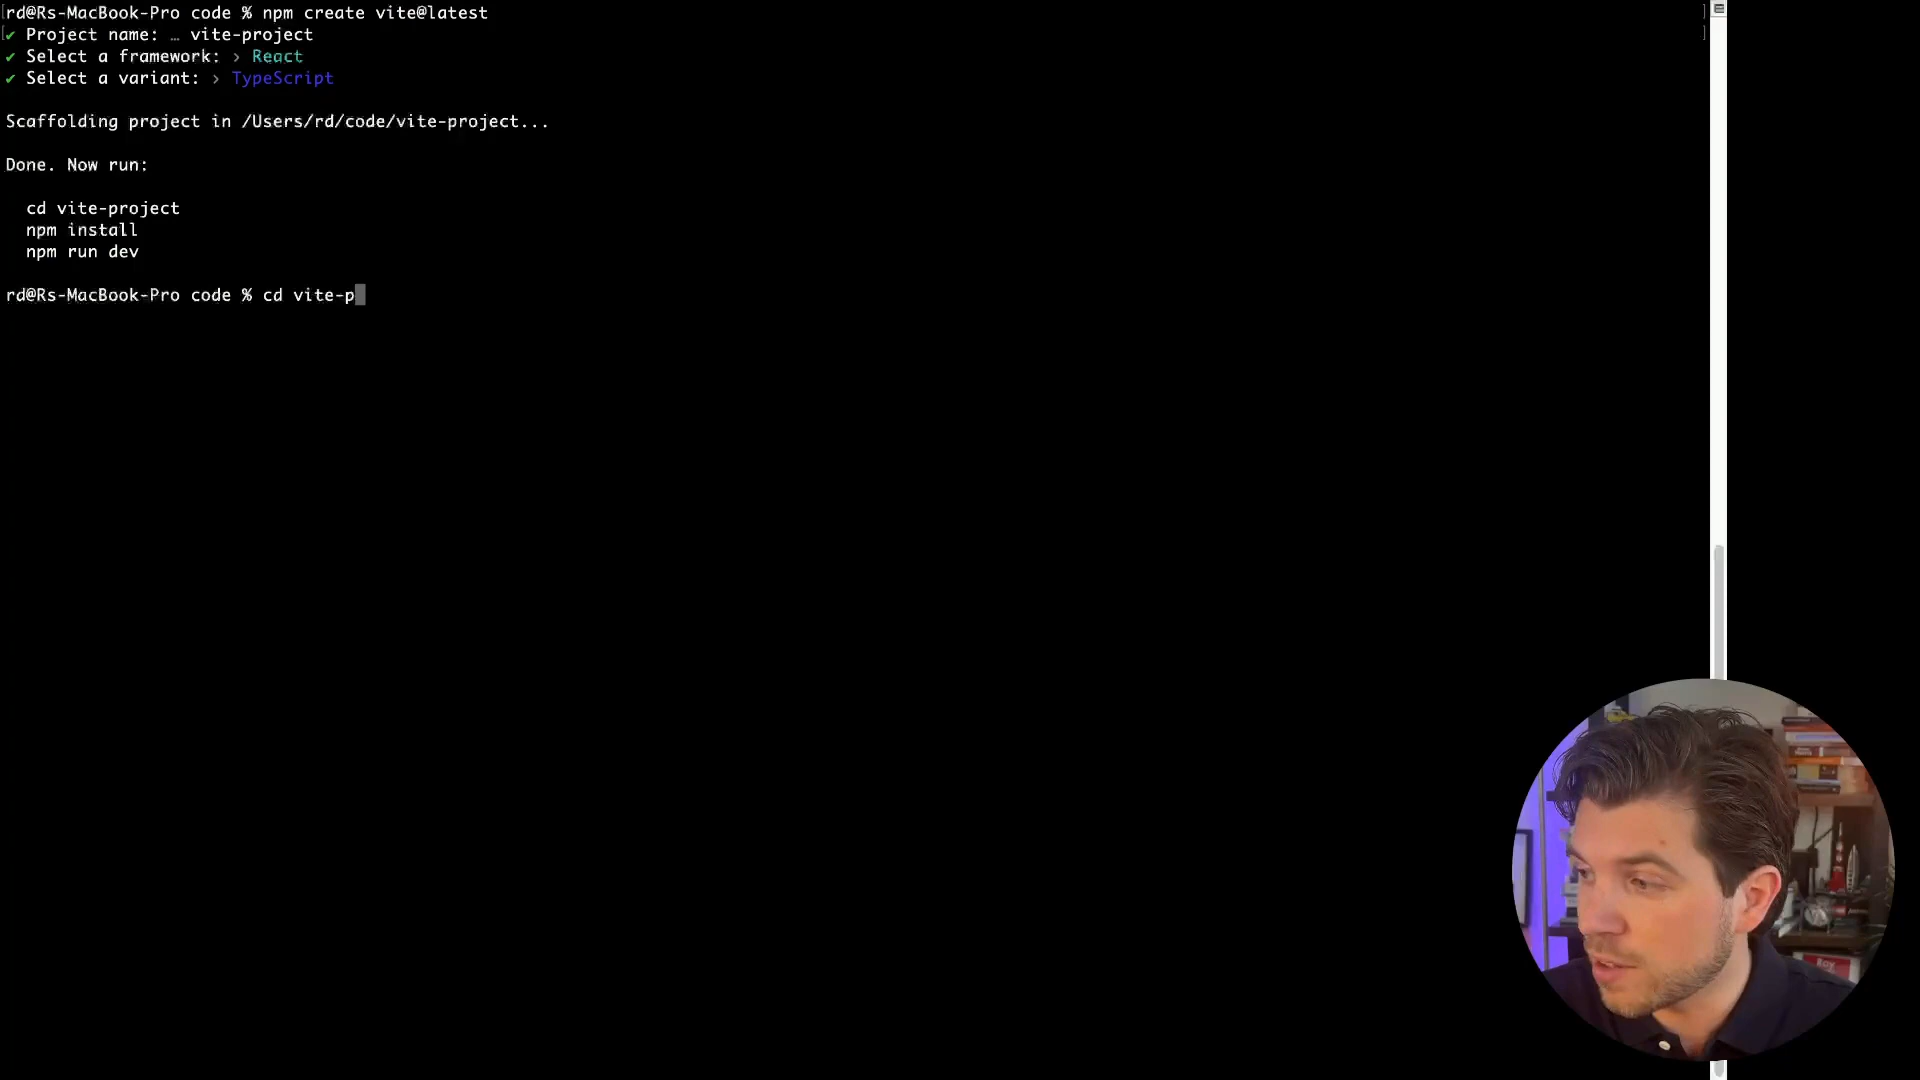 rd@Rs-MacBook-Pro code % npm create vite@latest
✔ Project name: … vite-project
✔ Select a framework: › React
✔ Select a variant: › TypeScript
Scaffolding project in /Users/rd/code/vite-project...
Done. Now run:
cd vite-project
npm install
npm run dev
rd@Rs-MacBook-Pro code % cd vite-p